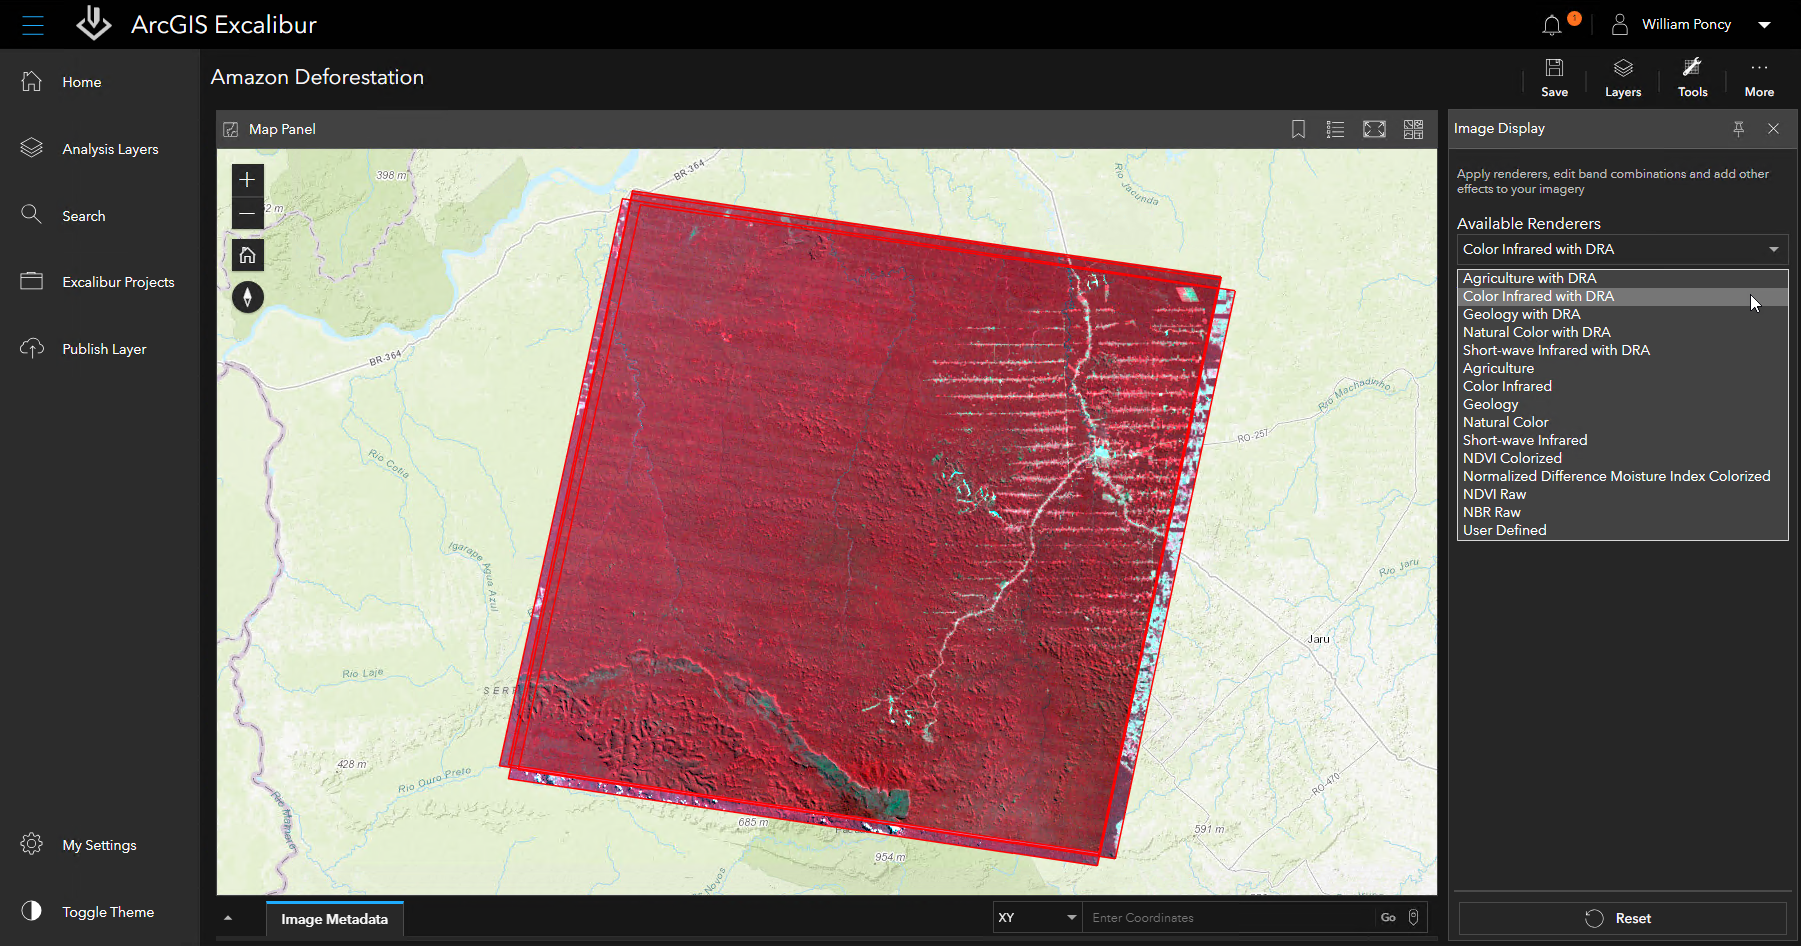 ArcGIS Excalibur
1
William Poncy
Home
Analysis Layers
Search
Excalibur Projects
Publish Layer
My Settings
Toggle Theme
Amazon Deforestation
Save
Layers
Tools
More
Map Panel
398 m
2 m
BR-364
Rio Jacunda
BR-364
Rio Machadinho
RO-257
Rio Cotia
Igarape Agua Azul
Rio Jaru
Jaru
Rio Laje
SERT
428 m
Rio Ouro Preto
RO-470
685 m
591 m
954 m
Novos
Image Metadata
XY
Enter Coordinates
Go
Image Display
Apply renderers, edit band combinations and add other
effects to your imagery
Available Renderers
Color Infrared with DRA
Agriculture with DRA
Color Infrared with DRA
Geology with DRA
Natural Color with DRA
Short-wave Infrared with DRA
Agriculture
Color Infrared
Geology
Natural Color
Short-wave Infrared
NDVI Colorized
Normalized Difference Moisture Index Colorized
NDVI Raw
NBR Raw
User Defined
Reset